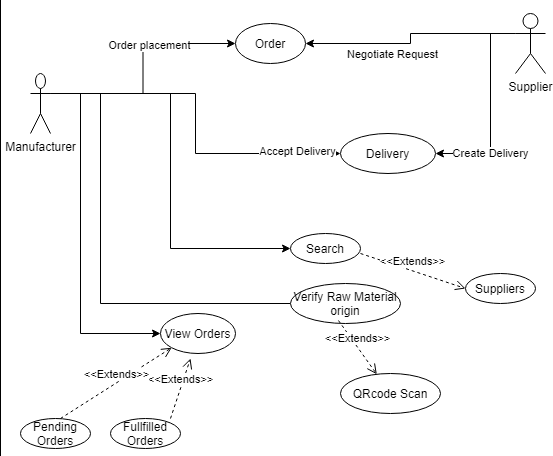 Order placement
Order
Negotiate Request
Supplier
Manufacturer
Accept Delivery
Delivery
Create Delivery
Search
<<Extends>>
Suppliers
Verify Raw Material
origin
View Orders
<<Extends>>
<<Extends>>
<<Extends>>
QRcode Scan
Pending
Orders
Fullfilled
Orders